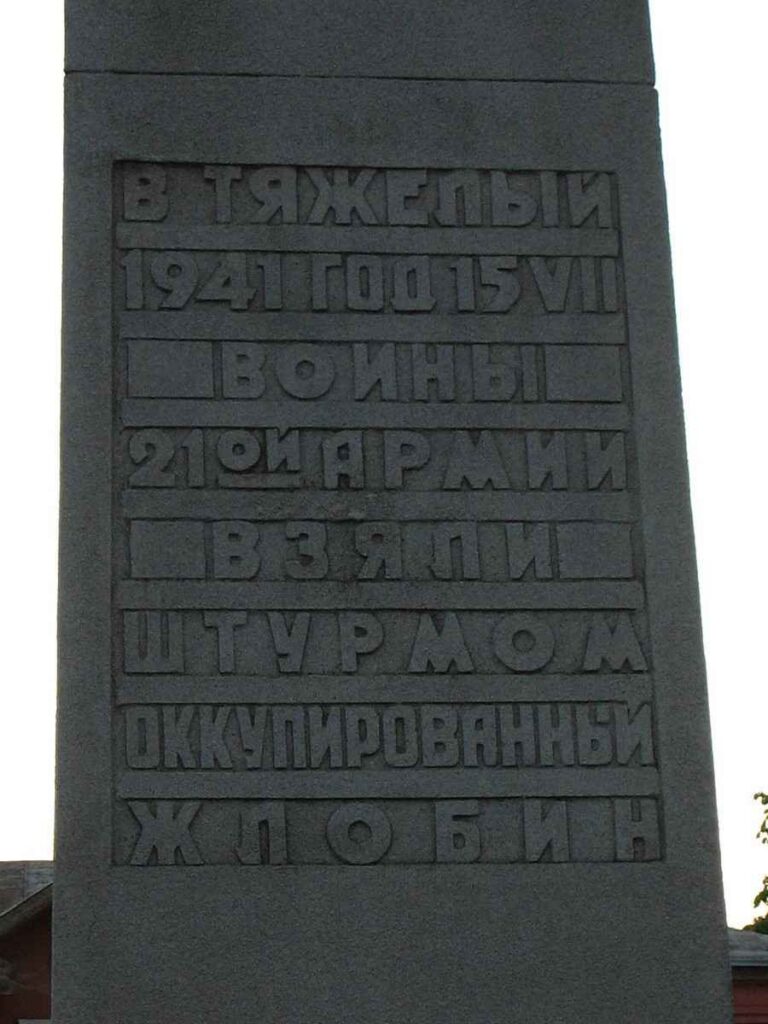 В ТЯЖЕЛЫЙ
1941 ГОД 15 VII
ВОИНЫ
21ОЙ АРМИИ
ВЗЯЛИ
ШТУРМОМ
ОККУПИРОВАННЫЙ
ЖЛОБИН